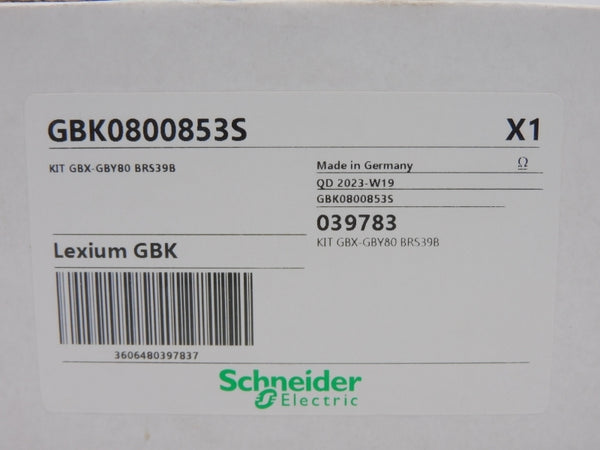 GBK0800853S X1
KIT GBX-GBY80 BRS39B
Made in Germany Ω
QD 2023-W19
GBK0800853S
039783
KIT GBX-GBY80 BRS39B
Lexium GBK
3606480397837
Schneider
Electric